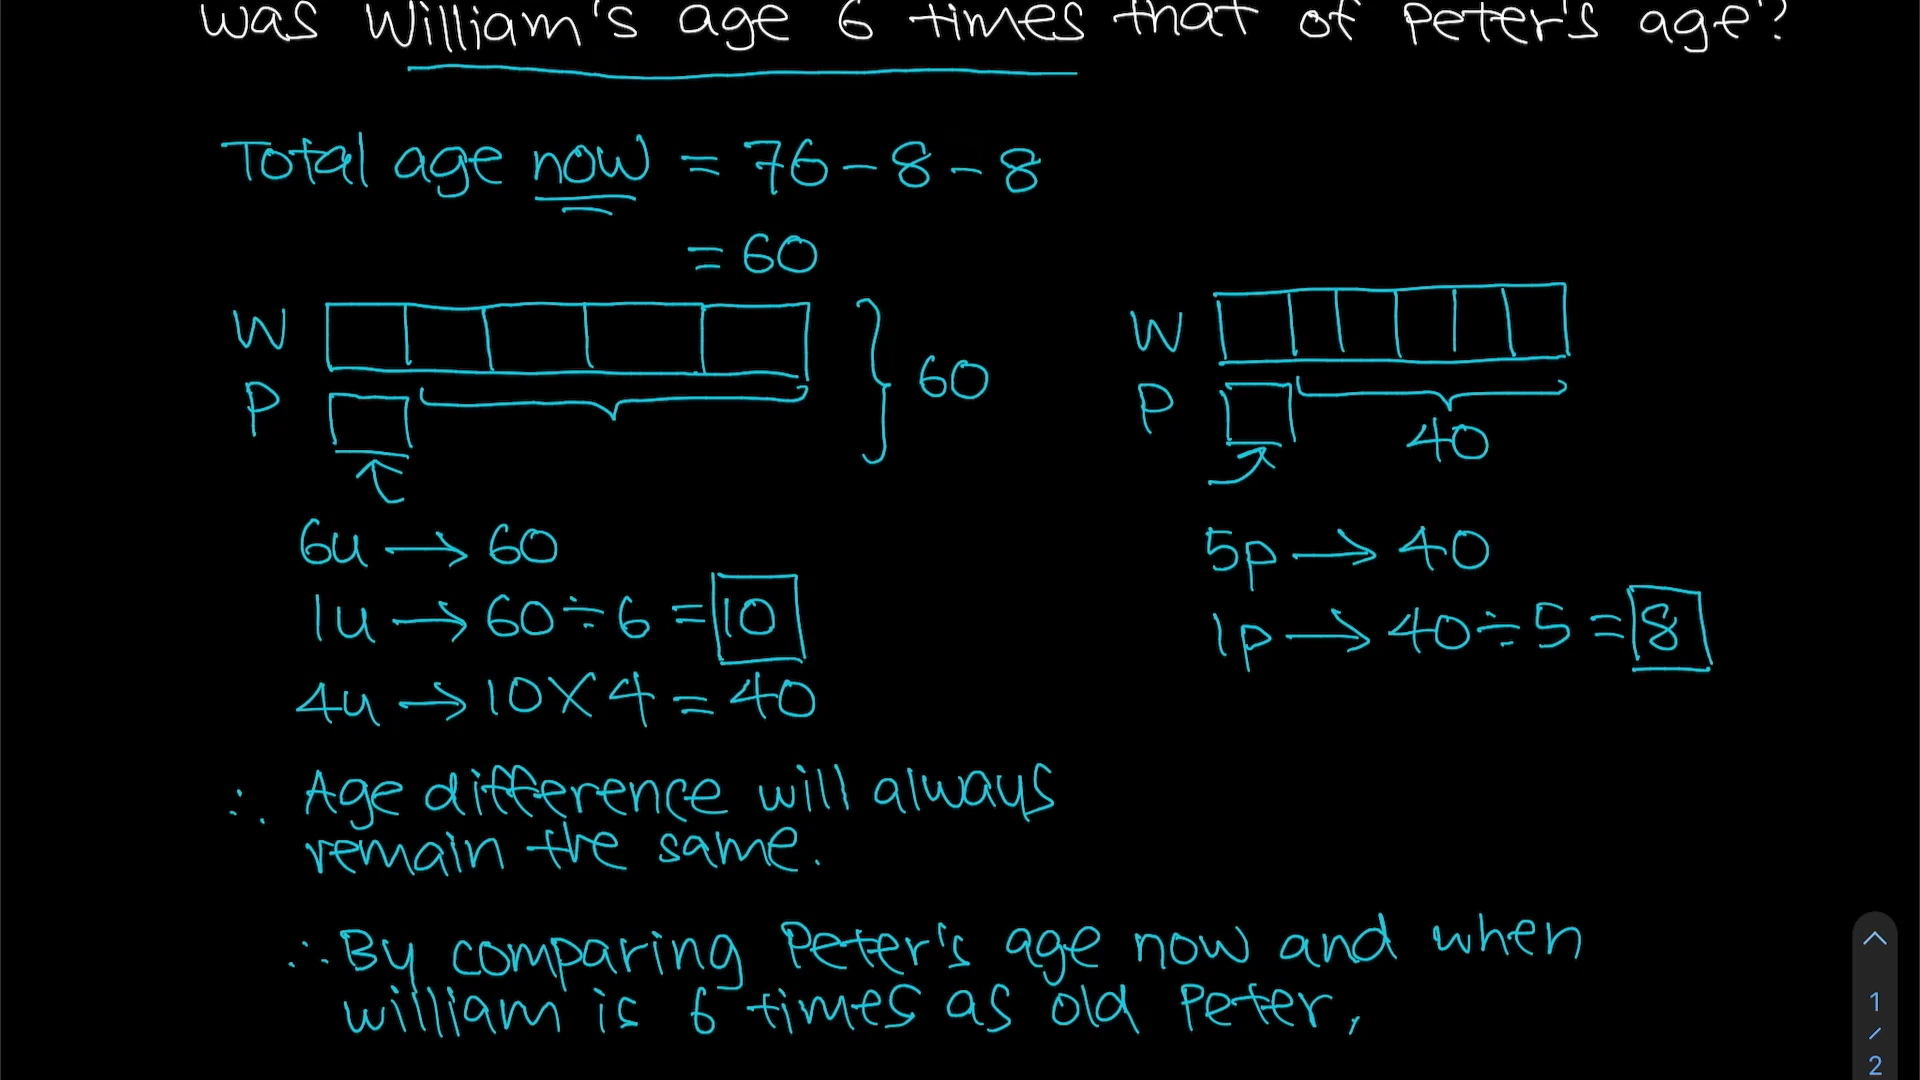 was William's age 6 times that of Peter's age?
Total age now = 76 - 8 - 8
= 60
W
P
60
W
P
40
6u → 60
1u → 60 ÷ 6 = 10
4u → 10 × 4 = 40
5p → 40
1p → 40 ÷ 5 = 8
∴ Age difference will always
remain the same.
∴ By comparing Peter's age now and when
william is 6 times as old Peter,
1
/
2